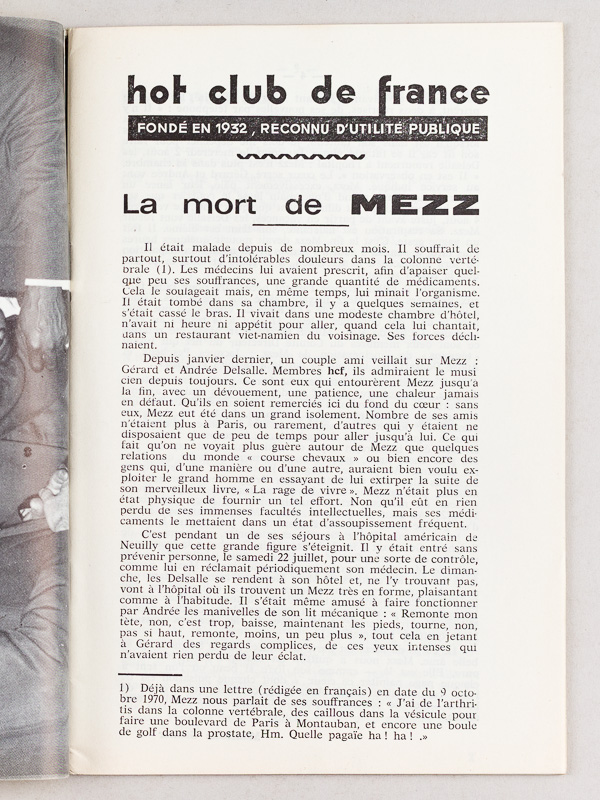 hot club de france
FONDÉ EN 1932, RECONNU D'UTILITÉ PUBLIQUE
La mort de MEZZ
Il était malade depuis de nombreux mois. Il souffrait de
partout, surtout d'intolérables douleurs dans la colonne verté-
brale (1). Les médecins lui avaient prescrit, afin d'apaiser quel-
que peu ses souffrances, une grande quantité de médicaments.
Cela le soulageait mais, en même temps, lui minait l'organisme.
Il était tombé dans sa chambre, il y a quelques semaines, et
s'était cassé le bras. Il vivait dans une modeste chambre d'hôtel,
n'avait ni heure ni appétit pour aller, quand cela lui chantait,
dans un restaurant viet-namien du voisinage. Ses forces décli-
naient.
Depuis janvier dernier, un couple ami veillait sur Mezz :
Gérard et Andrée Delsalle. Membres hcf, ils admiraient le musi
cien depuis toujours. Ce sont eux qui entourèrent Mezz jusqu'à
la fin, avec un dévouement, une patience, une chaleur jamais
en défaut. Qu'ils en soient remerciés ici du fond du cœur : sans
eux, Mezz eut été dans un grand isolement. Nombre de ses amis
n'étaient plus à Paris, ou rarement, d'autres qui y étaient ne
disposaient que de peu de temps pour aller jusqu'à lui. Ce qui
fait qu'on ne voyait plus guère autour de Mezz que quelques
relations du monde « course chevaux » ou bien encore des
gens qui, d'une manière ou d'une autre, auraient bien voulu ex-
ploiter le grand homme en essayant de lui extirper la suite de
son merveilleux livre, « La rage de vivre ». Mezz n'était plus en
état physique de fournir un tel effort. Non qu'il eût en rien
perdu de ses immenses facultés intellectuelles, mais ses médi-
caments le mettaient dans un état d'assoupissement fréquent.
C'est pendant un de ses séjours à l'hôpital américain de
Neuilly que cette grande figure s'éteignit. Il y était entré sans
prévenir personne, le samedi 22 juillet, pour une sorte de contrôle,
comme lui en réclamait périodiquement son médecin. Le diman-
che, les Delsalle se rendent à son hôtel et, ne l'y trouvant pas,
vont à l'hôpital où ils trouvent un Mezz très en forme, plaisantant
comme à l'habitude. Il s'était même amusé à faire fonctionner
par Andrée les manivelles de son lit mécanique : « Remonte mon
tête, non, c'est trop, baisse, maintenant les pieds, tourne, non,
pas si haut, remonte, moins, un peu plus », tout cela en jetant
à Gérard des regards complices, de ces yeux intenses qui
n'avaient rien perdu de leur éclat.
1) Déjà dans une lettre (rédigée en français) en date du 9 octo-
bre 1970, Mezz nous parlait de ses souffrances : « J'ai de l'arthri-
tis dans la colonne vertébrale, des cailloux dans la vésicule pour
faire une boulevard de Paris à Montauban, et encore une boule
de golf dans la prostate, Hm. Quelle pagaïe ha ! ha ! .»